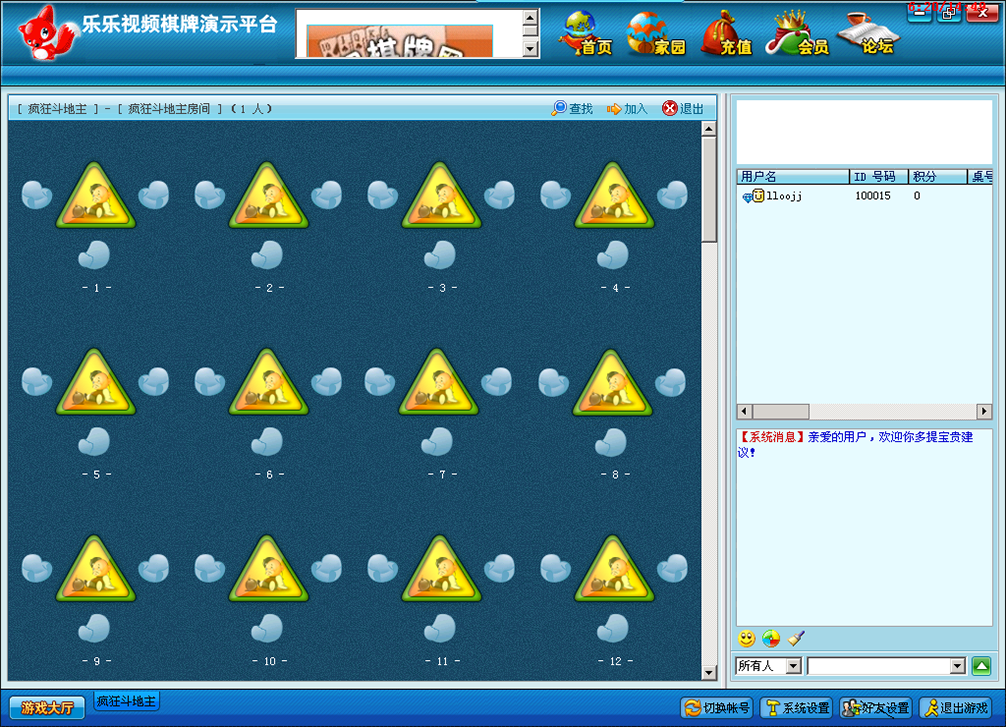 乐乐视频棋牌演示平台
棋牌
首页
家园
充值
会员
论坛
[ 疯狂斗地主 ] - [ 疯狂斗地主房间 ] ( 1 人 )
查找
加入
退出
- 1 -
- 2 -
- 3 -
- 4 -
- 5 -
- 6 -
- 7 -
- 8 -
- 9 -
- 10 -
- 11 -
- 12 -
用户名 ID 号码 积分 桌号
lloojj 100015 0
【系统消息】亲爱的用户，欢迎你多提宝贵建
议!
所有人
游戏大厅
疯狂斗地主
切换帐号
系统设置
好友设置
退出游戏